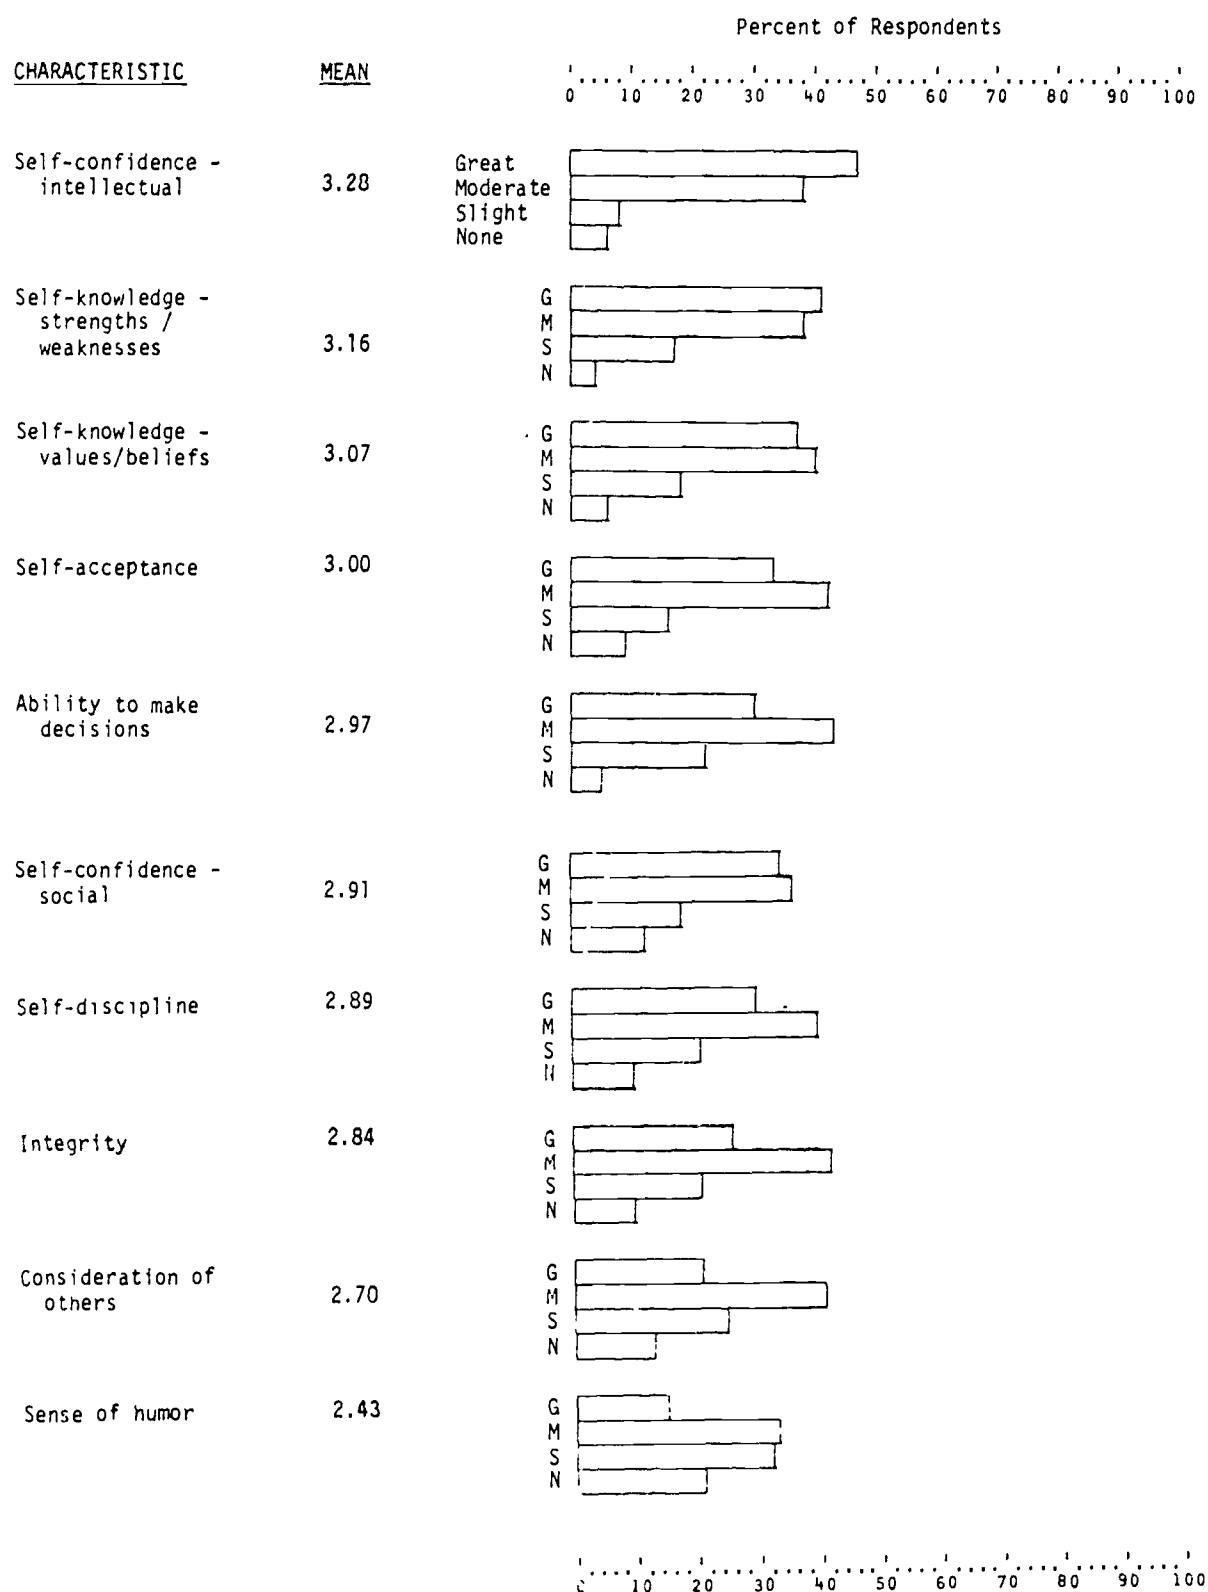 Percent of Respondents
CHARACTERISTIC MEAN
0 10 20 30 40 50 60 70 80 90 100
Self-confidence - Great
intellectual 3.28 Moderate
Slight
None
Self-knowledge - G
strengths / M
weaknesses 3.16 S
N
Self-knowledge - G
values/beliefs 3.07 M
S
N
Self-acceptance 3.00 G
M
S
N
Ability to make G
decisions 2.97 M
S
N
Self-confidence - G
social 2.91 M
S
N
Self-discipline 2.89 G
M
S
N
Integrity 2.84 G
M
S
N
Consideration of G
others 2.70 M
S
N
Sense of humor 2.43 G
M
S
N
0 10 20 30 40 50 60 70 80 90 100